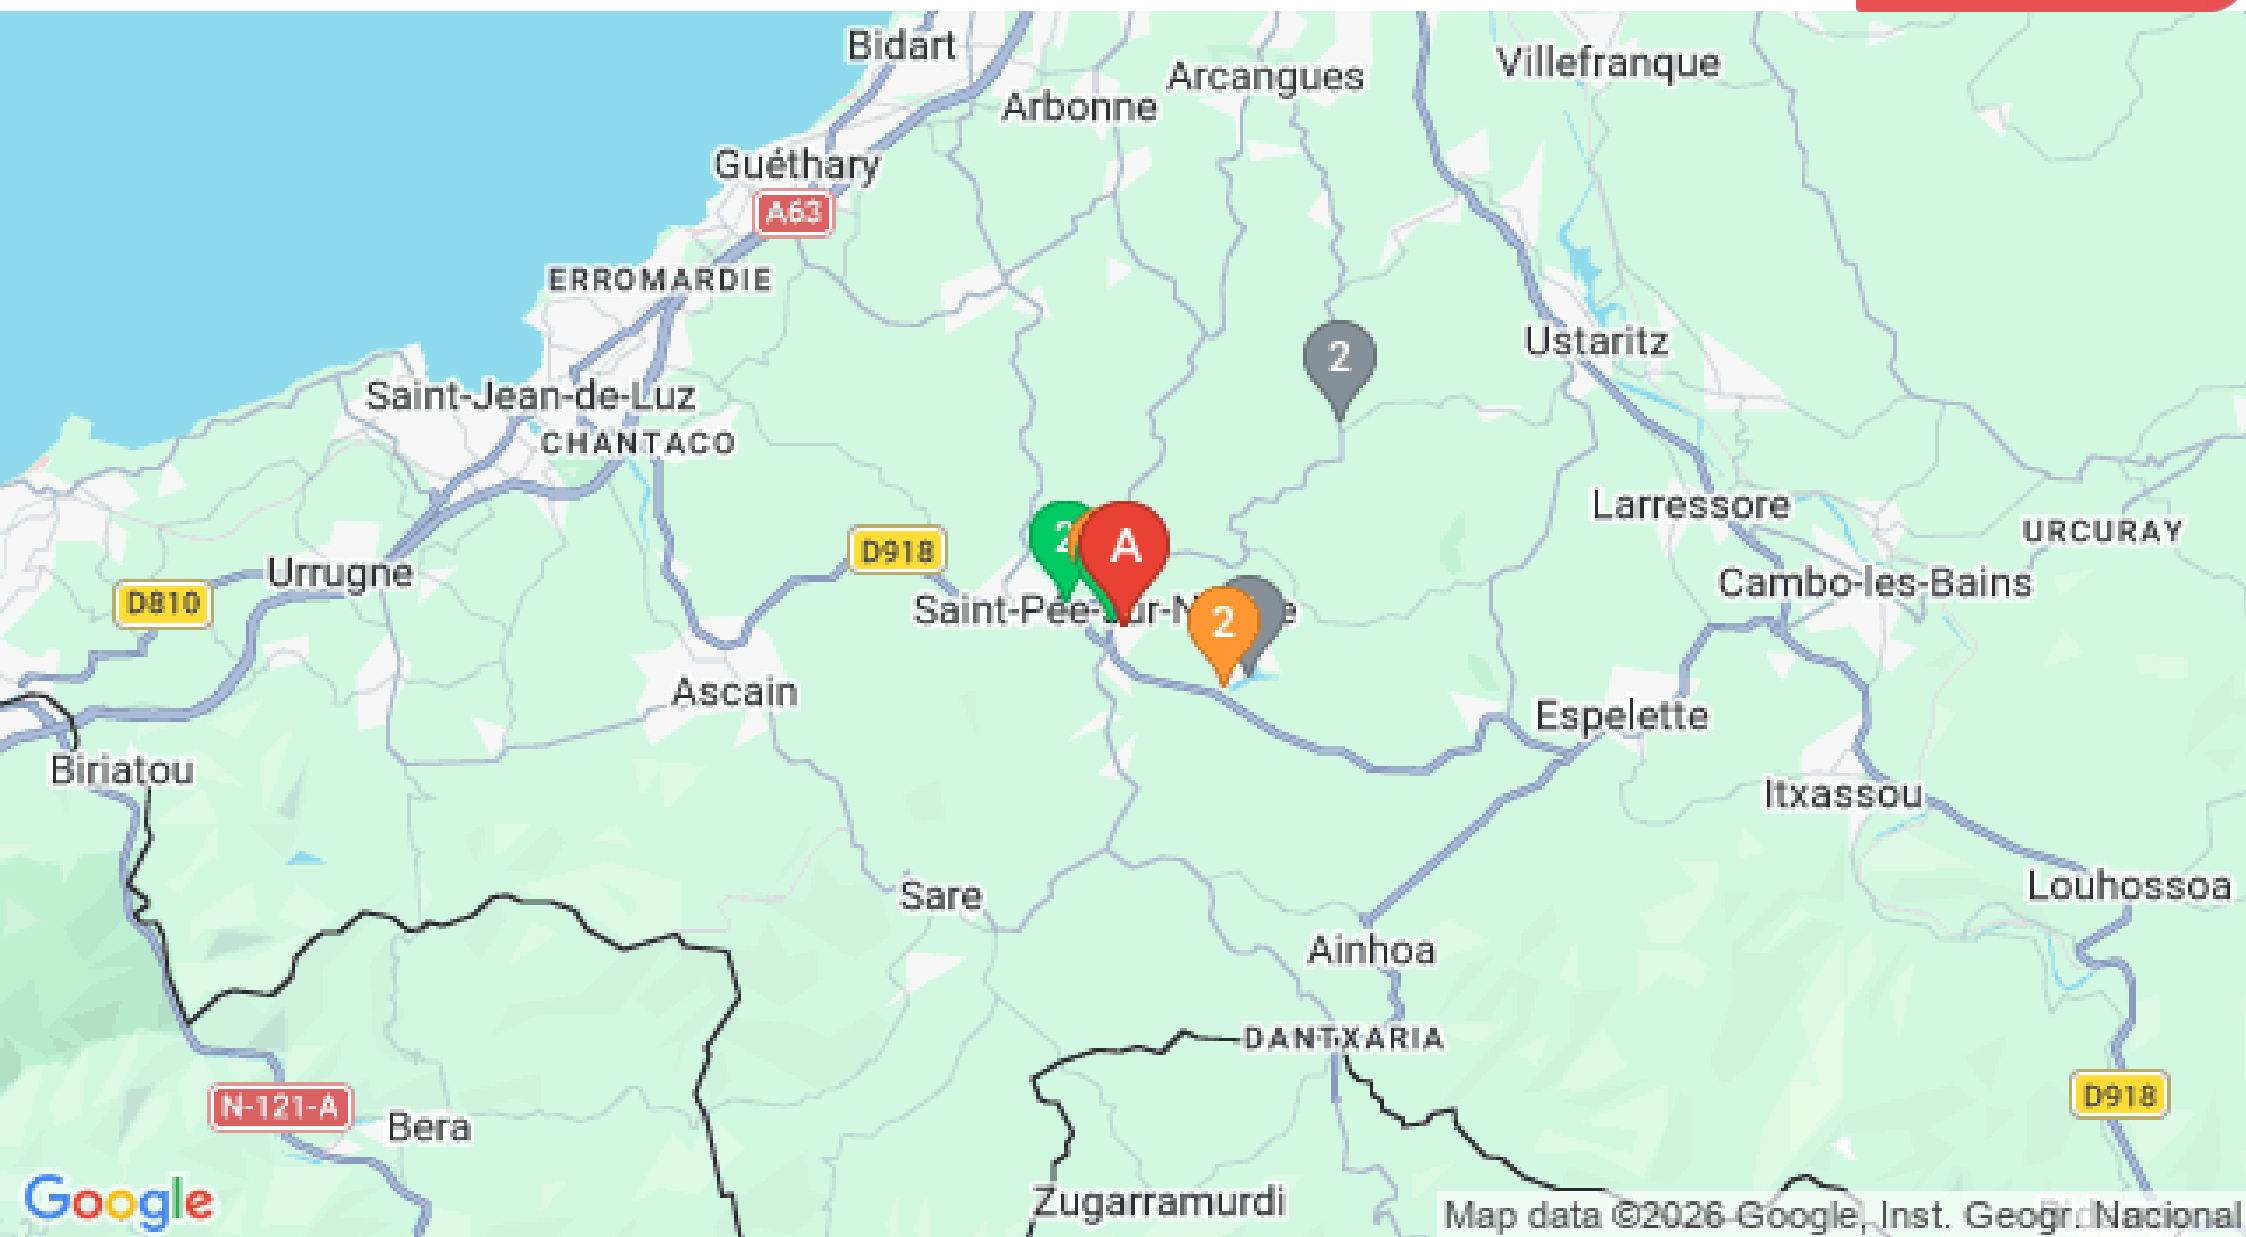 Bidart
Villefranque
Arcangues
Arbonne
Guéthary
A63
ERROMARDIE
2
Ustaritz
Saint-Jean-de-Luz
CHANTACO
Larressore
URCURAY
2
A
D918
Urrugne
Cambo-les-Bains
D810
2
Ascain
Espelette
Biriatou
Itxassou
Sare
Louhossoa
Ainhoa
DANTXARIA
D918
N-121-A
Bera
Google
Zugarramurdi
Map data ©2026 Google, Inst. Geogr. Nacional